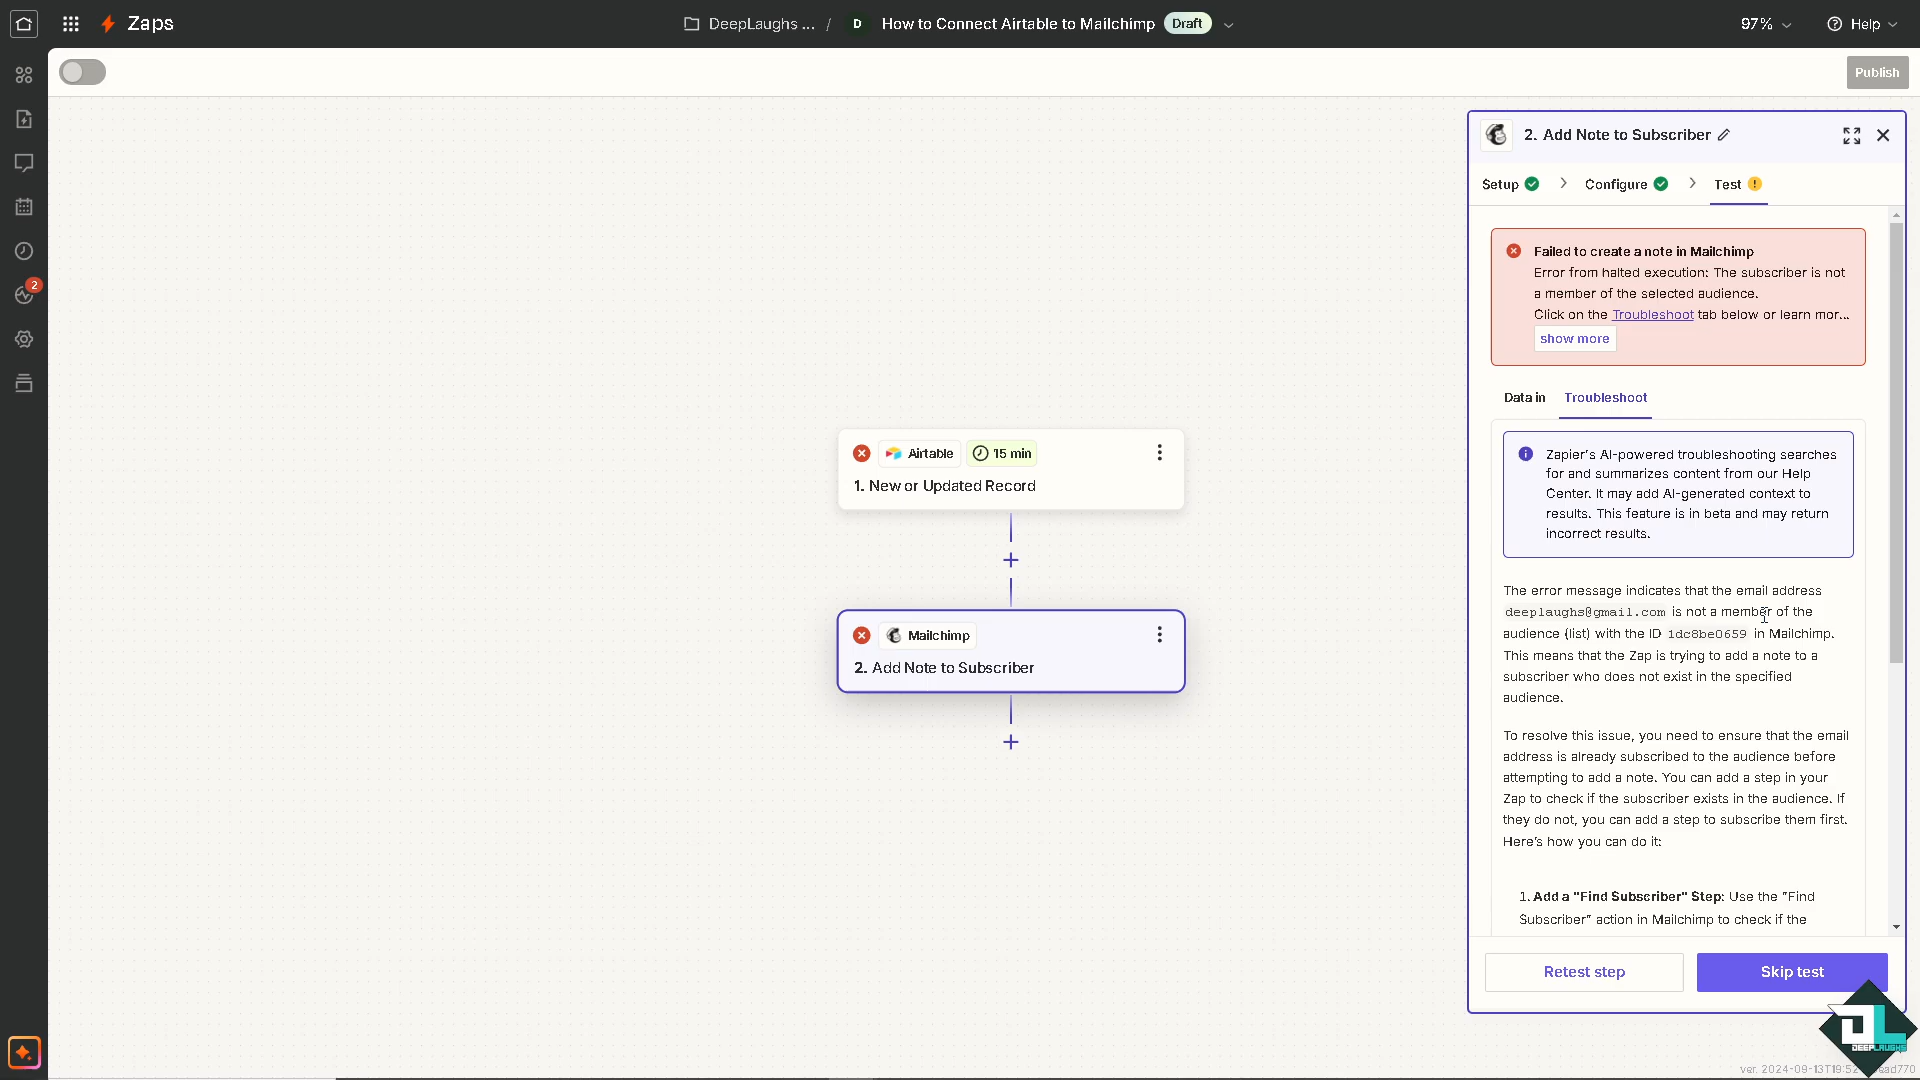 Zaps
DeepLaughs ... / D How to Connect Airtable to Mailchimp Draft
97%
Help
Publish
2
2. Add Note to Subscriber
Setup
Configure
Test
Failed to create a note in Mailchimp
Error from halted execution: The subscriber is not
a member of the selected audience.
Click on the Troubleshoot tab below or learn mor...
show more
Data in
Troubleshoot
Zapier's AI-powered troubleshooting searches
for and summarizes content from our Help
Center. It may add AI-generated context to
results. This feature is in beta and may return
incorrect results.
The error message indicates that the email address
deeplaughs@gmail.com is not a member of the
audience (list) with the ID 1dc8be0659 in Mailchimp.
This means that the Zap is trying to add a note to a
subscriber who does not exist in the specified
audience.
To resolve this issue, you need to ensure that the email
address is already subscribed to the audience before
attempting to add a note. You can add a step in your
Zap to check if the subscriber exists in the audience. If
they do not, you can add a step to subscribe them first.
Here's how you can do it:
1. Add a "Find Subscriber" Step: Use the "Find
Subscriber" action in Mailchimp to check if the
Retest step
Skip test
Airtable
15 min
1. New or Updated Record
Mailchimp
2. Add Note to Subscriber
DEEPLAUGHS
ver. 2024-09-13T19:52
ead770